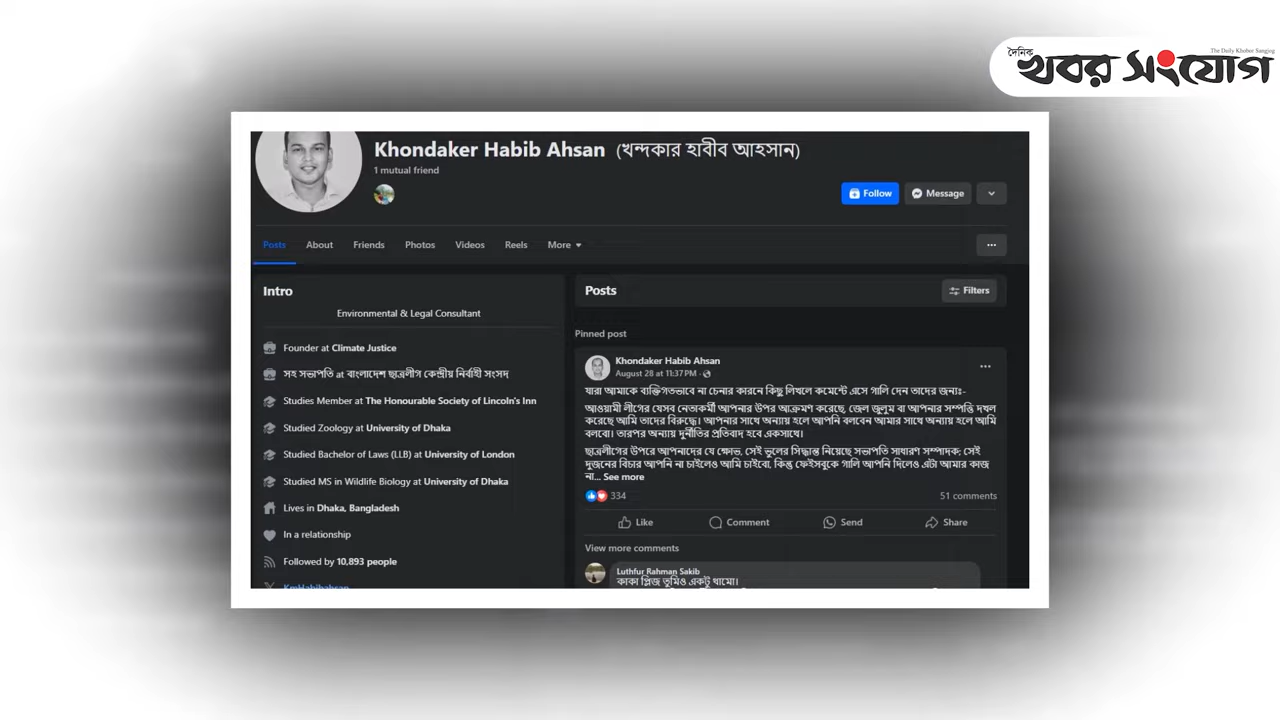 দৈনিক
The Daily Khobor Sangjog
খবর সংযোগ
Khondaker Habib Ahsan (খন্দকার হাবীব আহসান)
1 mutual friend
Follow
Message
Posts
About
Friends
Photos
Videos
Reels
More
Intro
Environmental & Legal Consultant
Founder at Climate Justice
সহ সভাপতি at বাংলাদেশ ছাত্রলীগ কেন্দ্রীয় নির্বাহী সংসদ
Studies Member at The Honourable Society of Lincoln's Inn
Studied Zoology at University of Dhaka
Studied Bachelor of Laws (LLB) at University of London
Studied MS in Wildlife Biology at University of Dhaka
Lives in Dhaka, Bangladesh
In a relationship
Followed by 10,893 people
KmHabibahsan
Posts
Filters
Pinned post
Khondaker Habib Ahsan
August 28 at 11:37 PM
যারা আমাকে ব্যক্তিগতভাবে না চেনার কারনে কিছু লিখলে কমেন্টে এসে গালি দেন তাদের জন্যঃ-
আওয়ামী লীগের যেসব নেতাকর্মী আপনার উপর আক্রমণ করেছে, জেল জুলুম বা আপনার সম্পত্তি দখল
করেছে আমি তাদের বিরুদ্ধে। আপনার সাথে অন্যায় হলে আপনি বলবেন আমার সাথে অন্যায় হলে আমি
বলবো। তারপর অন্যায় দুর্নীতির প্রতিবাদ হবে একসাথে।
ছাত্রলীগের উপরে আপনাদের যে ক্ষোভ, সেই ভুলের সিদ্ধান্ত নিয়েছে সভাপতি সাধারণ সম্পাদক; সেই
দুজনের বিচার আপনি না চাইলেও আমি চাইবো, কিন্তু ফেইসবুকে গালি আপনি দিলেও এটা আমার কাজ
না... See more
334
51 comments
Like
Comment
Send
Share
View more comments
Luthfur Rahman Sakib
কাকা প্লিজ তুমিও একটু থামো।